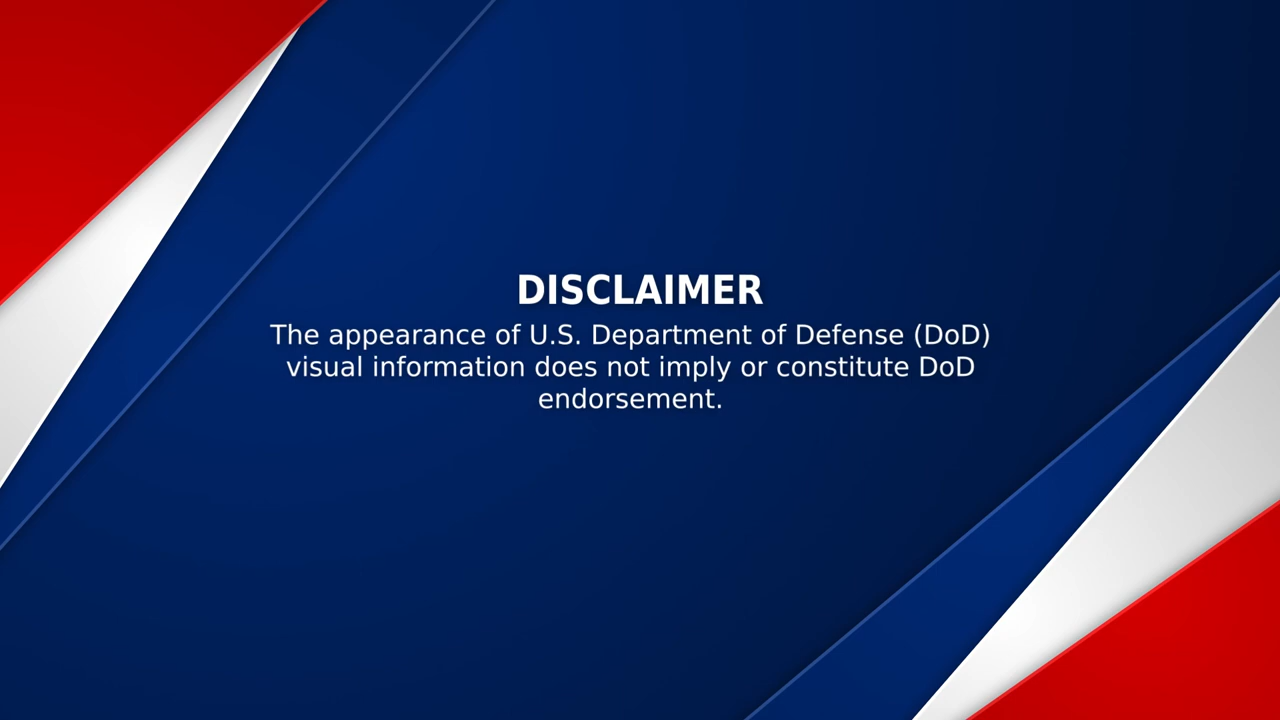 DISCLAIMER
The appearance of U.S. Department of Defense (DoD)
visual information does not imply or constitute DoD
endorsement.